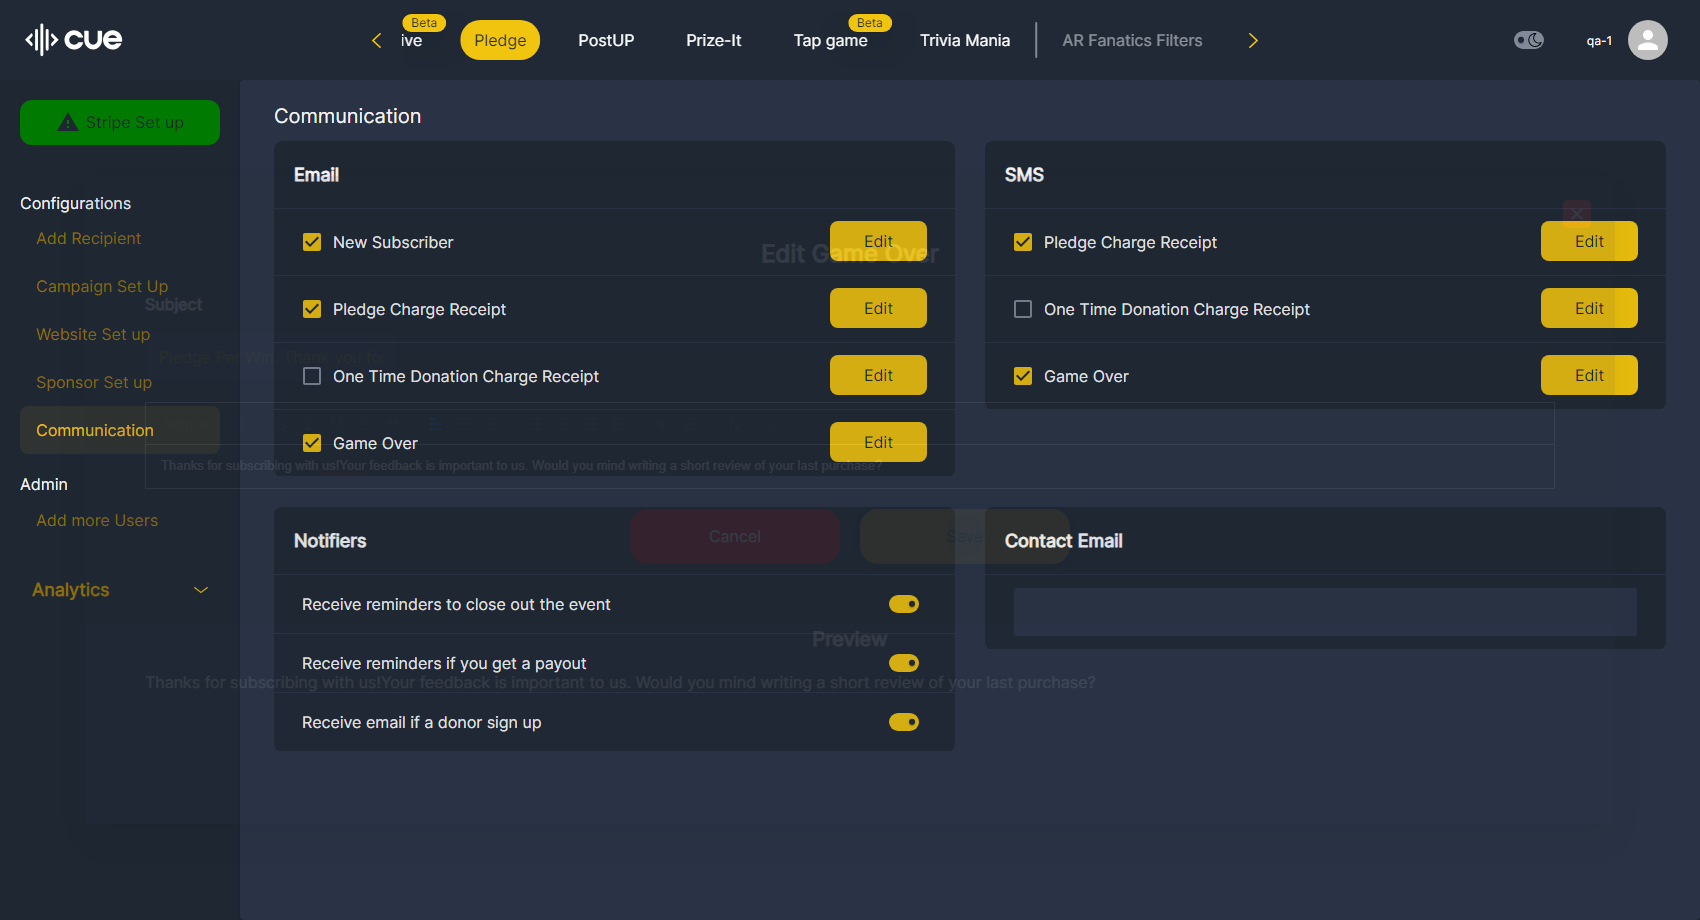 cue
Beta
ive
Pledge
PostUP
Prize-It
Beta
Tap game
Trivia Mania
AR Fanatics Filters
qa-1
Stripe Set up
Configurations
Add Recipient
Campaign Set Up
Website Set up
Sponsor Set up
Communication
Admin
Add more Users
Analytics
Communication
Email
New Subscriber
Edit
Pledge Charge Receipt
Edit
One Time Donation Charge Receipt
Edit
Game Over
Edit
SMS
Pledge Charge Receipt
Edit
One Time Donation Charge Receipt
Edit
Game Over
Edit
Notifiers
Receive reminders to close out the event
Receive reminders if you get a payout
Receive email if a donor sign up
Contact Email
Edit Game Over
Subject
Pledge Per Win: Thank you for
Thanks for subscribing with us!Your feedback is important to us. Would you mind writing a short review of your last purchase?
Cancel
Save
Preview
Thanks for subscribing with us!Your feedback is important to us. Would you mind writing a short review of your last purchase?